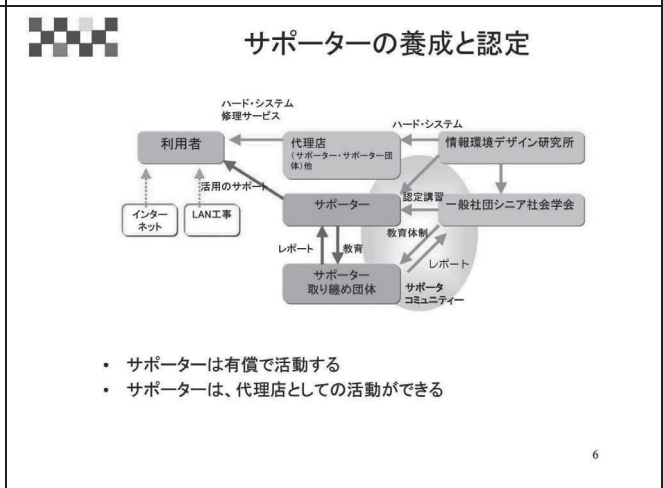 サポーターの養成と認定
ハード・システム
修理サービス
ハード・システム
利用者
代理店
(サポーター・サポーター団
体)他
情報環境デザイン研究所
活用のサポート
サポーター
認定講習
一般社団シニア社会学会
インター
ネット
LAN工事
教育体制
レポート
教育
レポート
サポーター
取り纏め団体
サポータ
コミュニティー
・ サポーターは有償で活動する
・ サポーターは、代理店としての活動ができる
6